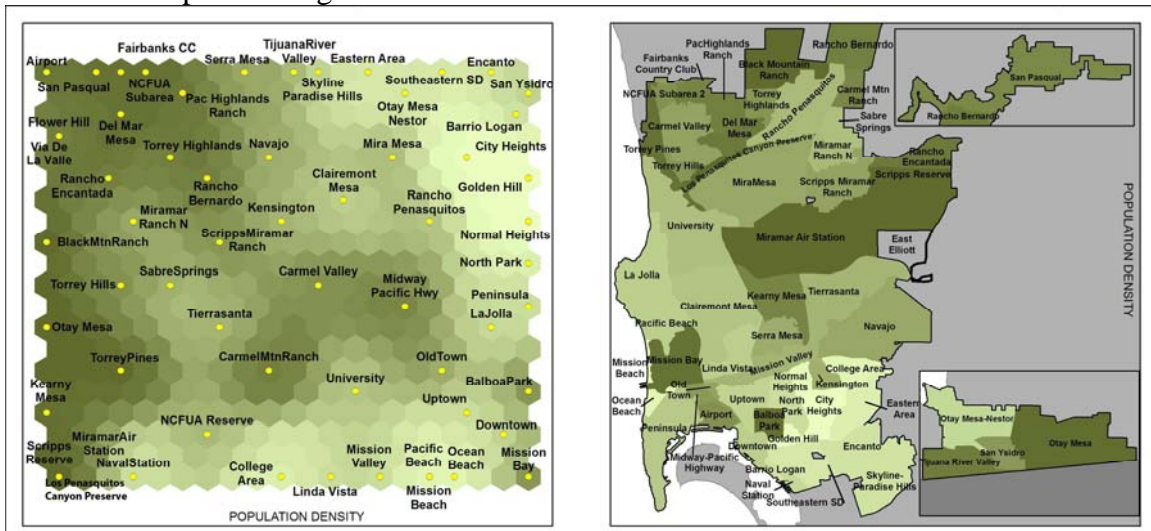 Fairbanks CC
TijuanaRiver
Airport
Serra Mesa
Valley
Eastern Area
Encanto
San Pasqual
NCFUA
Subarea
Skyline
Paradise Hills
Southeastern SD
San Ysidro
Pac Highlands
Ranch
Otay Mesa
Nestor
Flower Hill
Del Mar
Mesa
Barrio Logan
Via De
La Valle
Torrey Highlands
Navajo
Mira Mesa
City Heights
Rancho
Encantada
Rancho
Bernardo
Clairemont
Mesa
Rancho
Penasquitos
Golden Hill
Miramar
Ranch N
Kensington
ScrippsMiramar
Ranch
Normal Heights
BlackMtnRanch
North Park
SabreSprings
Carmel Valley
Midway
Pacific Hwy
Torrey Hills
Peninsula
Otay Mesa
Tierrasanta
LaJolla
TorreyPines
CarmelMtnRanch
OldTown
Kearny
Mesa
University
BalboaPark
Uptown
NCFUA Reserve
Downtown
Scripps
Reserve
MiramarAir
Station
NavalStation
College
Area
Mission
Valley
Pacific
Beach
Ocean
Beach
Mission
Bay
Los Penasquitos
Canyon Preserve
Linda Vista
Mission
Beach
POPULATION DENSITY
PacHighlands
Ranch
Rancho Bernardo
Fairbanks
Country Club
Black Mountain
Ranch
San Pasqual
NCFUA Subarea 2
Torrey
Highlands
Rancho Penasquitos
Carmel Mtn
Ranch
Rancho Bernardo
Carmel Valley
Del Mar
Mesa
Sabre
Springs
Torrey Pines
Los Penasquitos Canyon Preserve
Miramar
Ranch N
Torrey Hills
Rancho
Encantada
MiraMesa
Scripps Miramar
Ranch
Scripps Reserve
POPULATION DENSITY
University
Miramar Air Station
East
Elliott
La Jolla
Kearny Mesa
Tierrasanta
Clairemont Mesa
Pacific Beach
Serra Mesa
Navajo
Mission
Beach
Mission Bay
Linda Vista
Mission Valley
College Area
Old
Town
Normal
Heights
Kensington
Ocean
Beach
Uptown
North
Park
City
Heights
Eastern
Area
Airport
Balboa
Park
Otay Mesa-Nestor
Peninsula
Golden Hill
Otay Mesa
Downtown
Encanto
San Ysidro
Midway-Pacific
Highway
Barrio Logan
Tijuana River Valley
Naval
Station
Skyline-
Paradise Hills
Southeastern SD